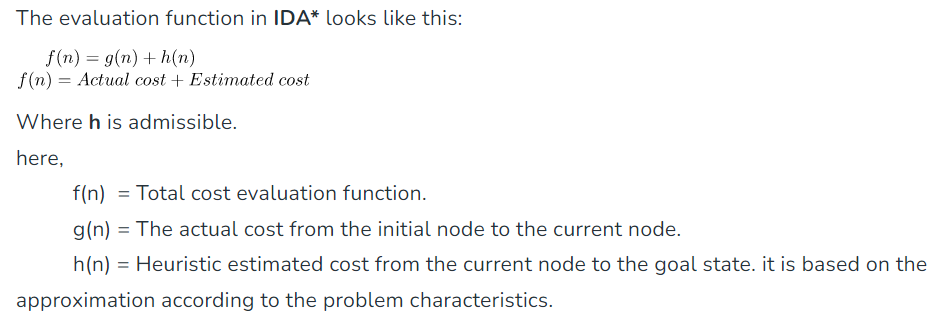 The evaluation function in IDA* looks like this:
f(n) = g(n) + h(n)
f(n) = Actual cost + Estimated cost
Where h is admissible.
here,
f(n)  = Total cost evaluation function.
g(n) = The actual cost from the initial node to the current node.
h(n) = Heuristic estimated cost from the current node to the goal state. it is based on the
approximation according to the problem characteristics.